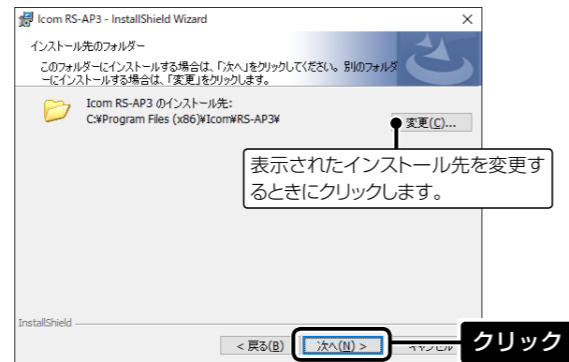 Icom RS-AP3 - InstallShield Wizard
インストール先のフォルダー
このフォルダーにインストールする場合は、「次へ」をクリックしてください。別のフォルダ
ーにインストールする場合は、「変更」をクリックします。
Icom RS-AP3 のインストール先:
C:¥Program Files (x86)¥Icom¥RS-AP3¥
変更(C)...
表示されたインストール先を変更す
るときにクリックします。
InstallShield
< 戻る(B)
次へ(N) >
キャンセル
クリック